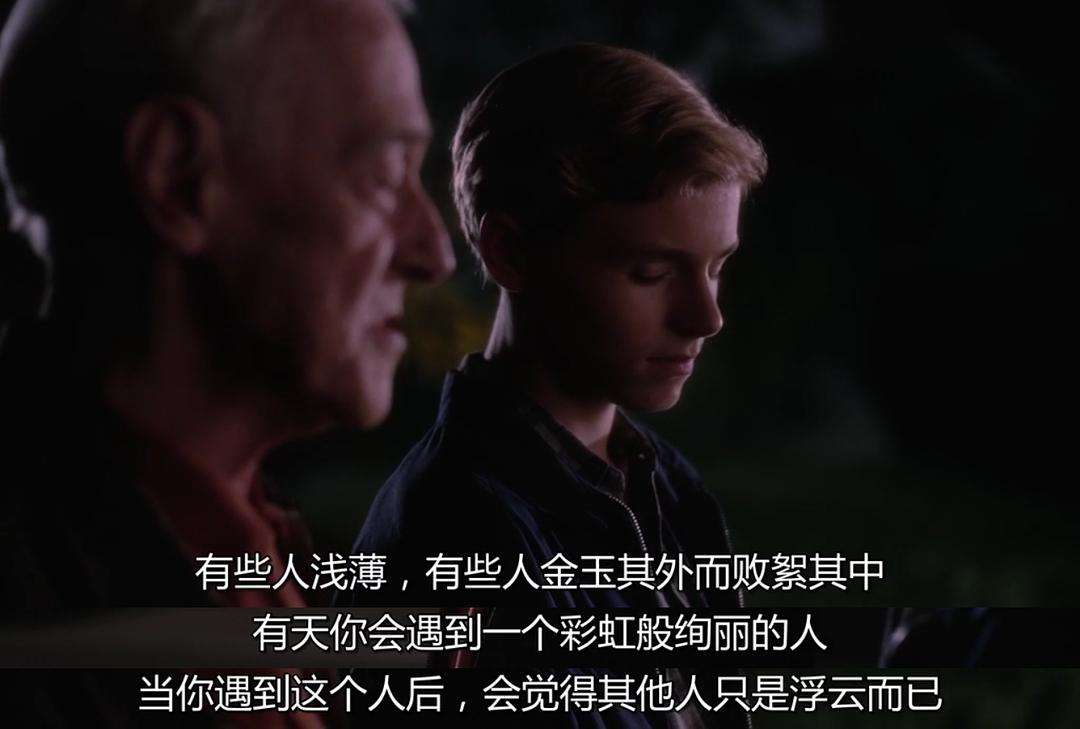 有些人浅薄，有些人金玉其外而败絮其中
有天你会遇到一个彩虹般绚丽的人
当你遇到这个人后，会觉得其他人只是浮云而已